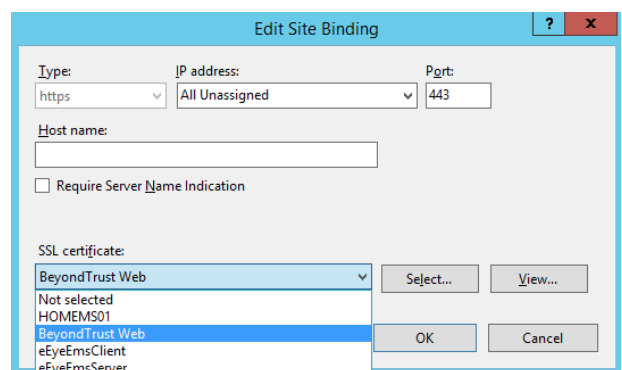 Edit Site Binding
? x
Type: IP address: Port:
https All Unassigned 443
Host name:
Require Server Name Indication
SSL certificate:
BeyondTrust Web Select... View...
Not selected
HOMEMS01
BeyondTrust Web
eEyeEmsClient
eEyeEmsServer
OK Cancel